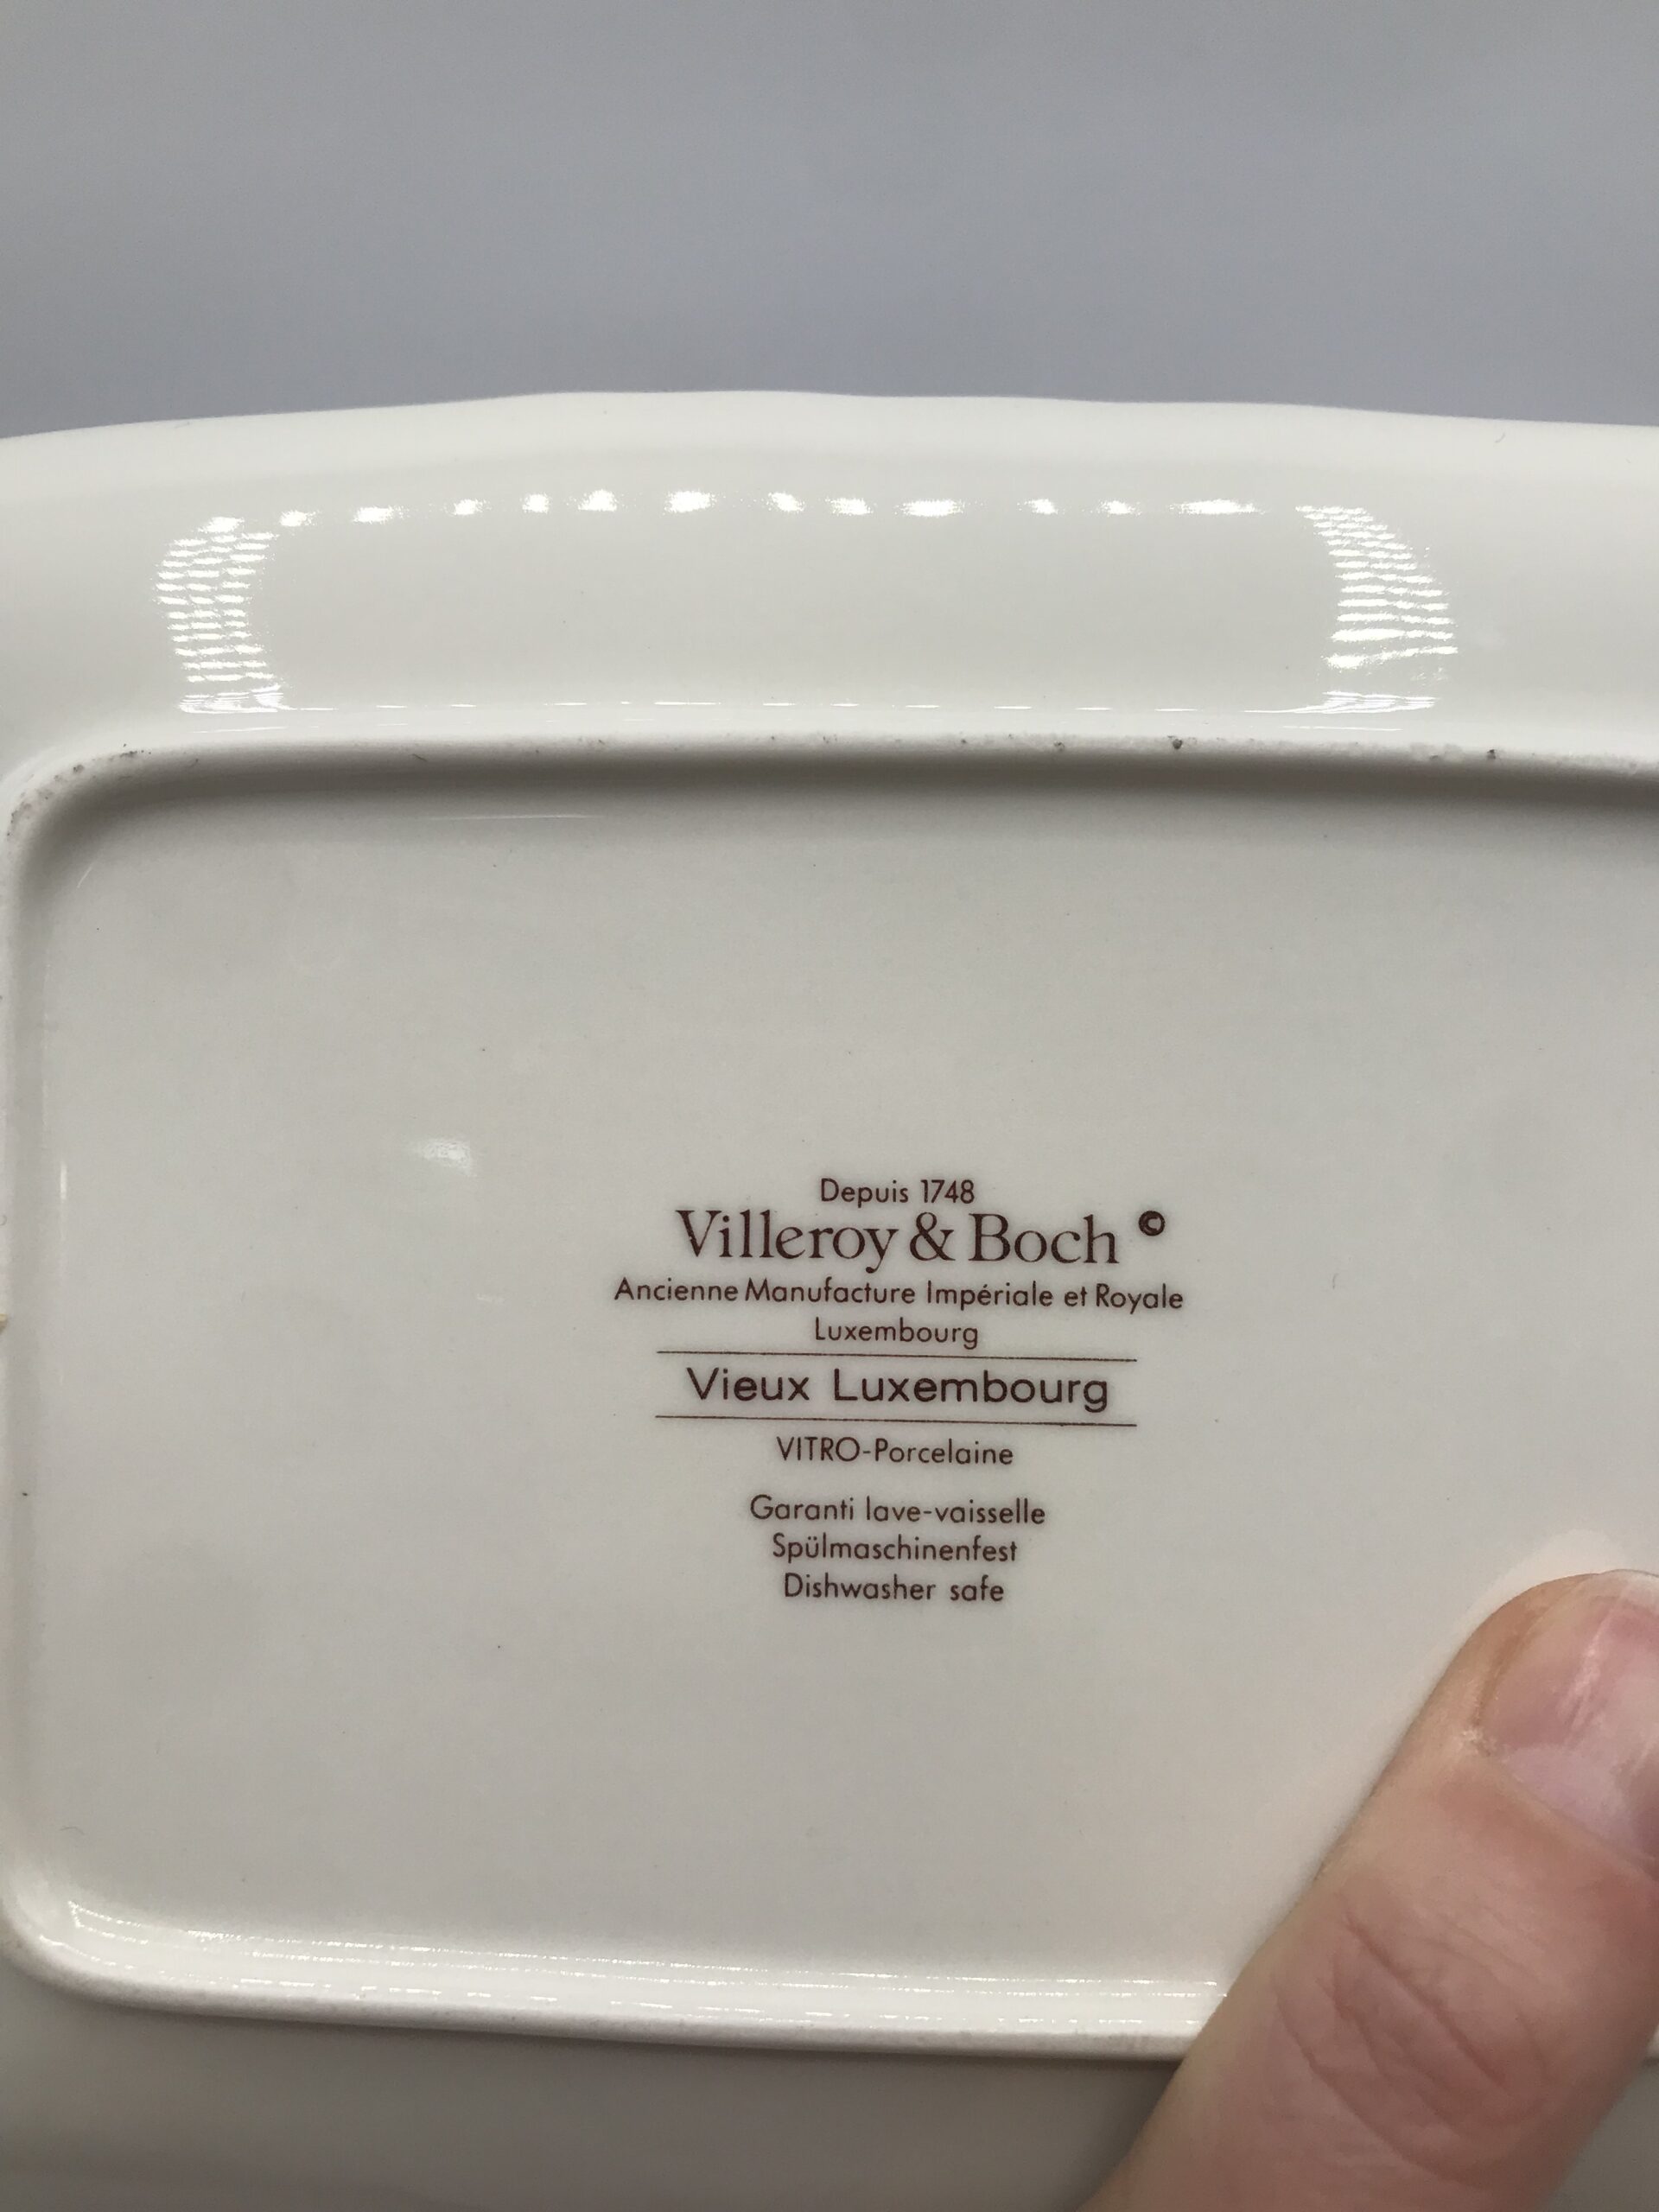 Depuis 1748
Villeroy & Boch ©
Ancienne Manufacture Impériale et Royale
Luxembourg
Vieux Luxembourg
VITRO-Porcelaine
Garanti lave-vaisselle
Spülmaschinenfest
Dishwasher safe